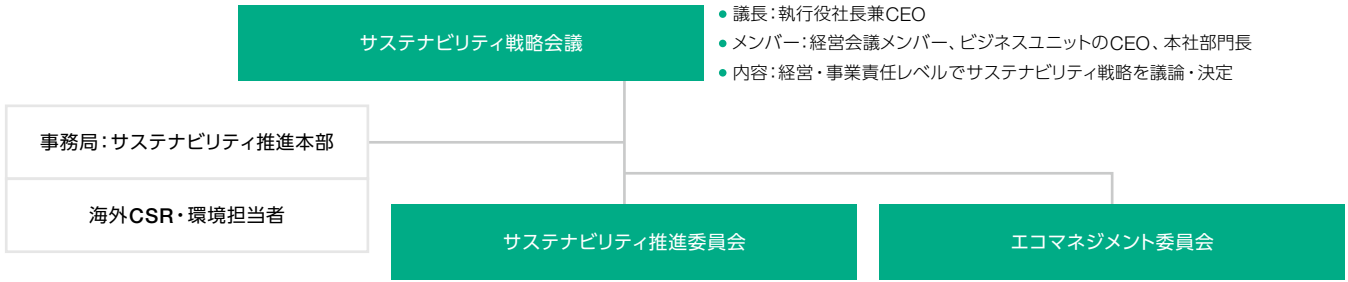 サステナビリティ戦略会議
● 議長：執行役社長兼CEO
● メンバー：経営会議メンバー、ビジネスユニットのCEO、本社部門長
● 内容：経営・事業責任レベルでサステナビリティ戦略を議論・決定
事務局：サステナビリティ推進本部
海外CSR・環境担当者
サステナビリティ推進委員会
エコマネジメント委員会